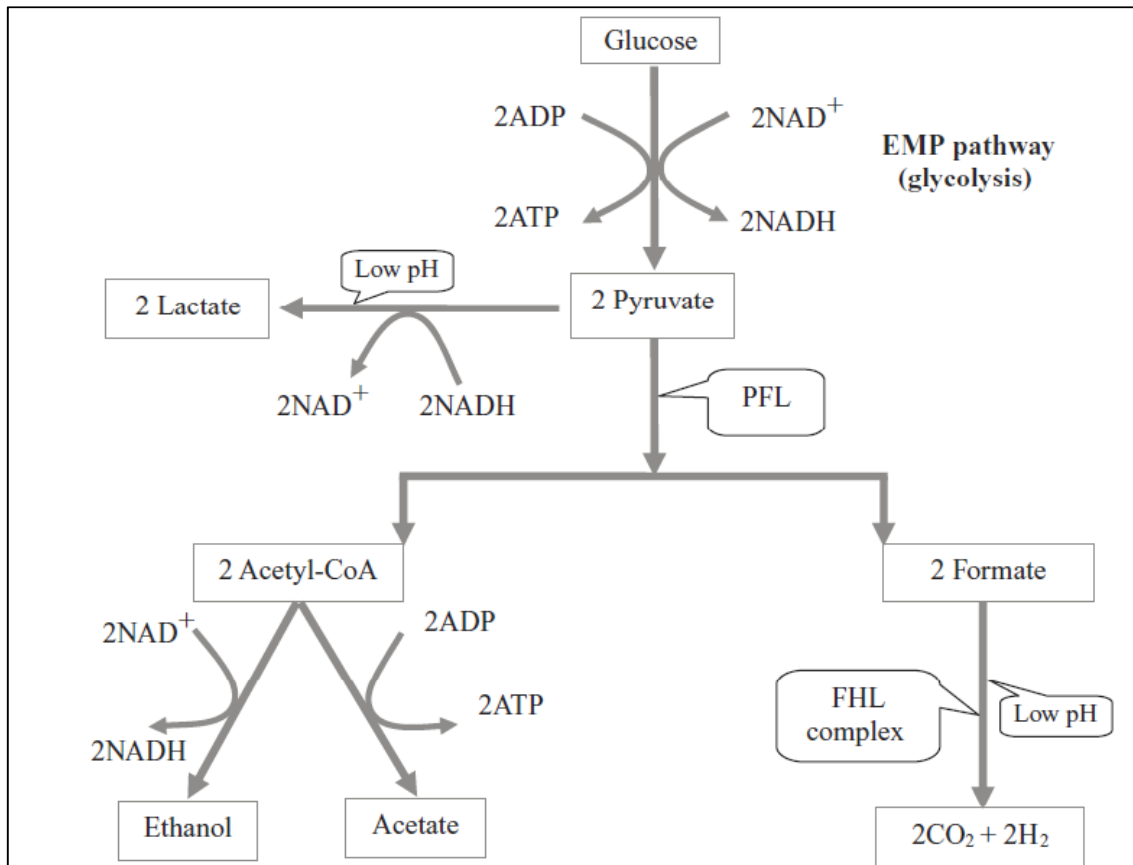 Glucose
2ADP
2NAD⁺
EMP pathway
(glycolysis)
2ATP
2NADH
Low pH
2 Lactate
2 Pyruvate
2NAD⁺
2NADH
PFL
2 Acetyl-CoA
2 Formate
2NAD⁺
2ADP
FHL
complex
Low pH
2NADH
2ATP
Ethanol
Acetate
2CO₂ + 2H₂